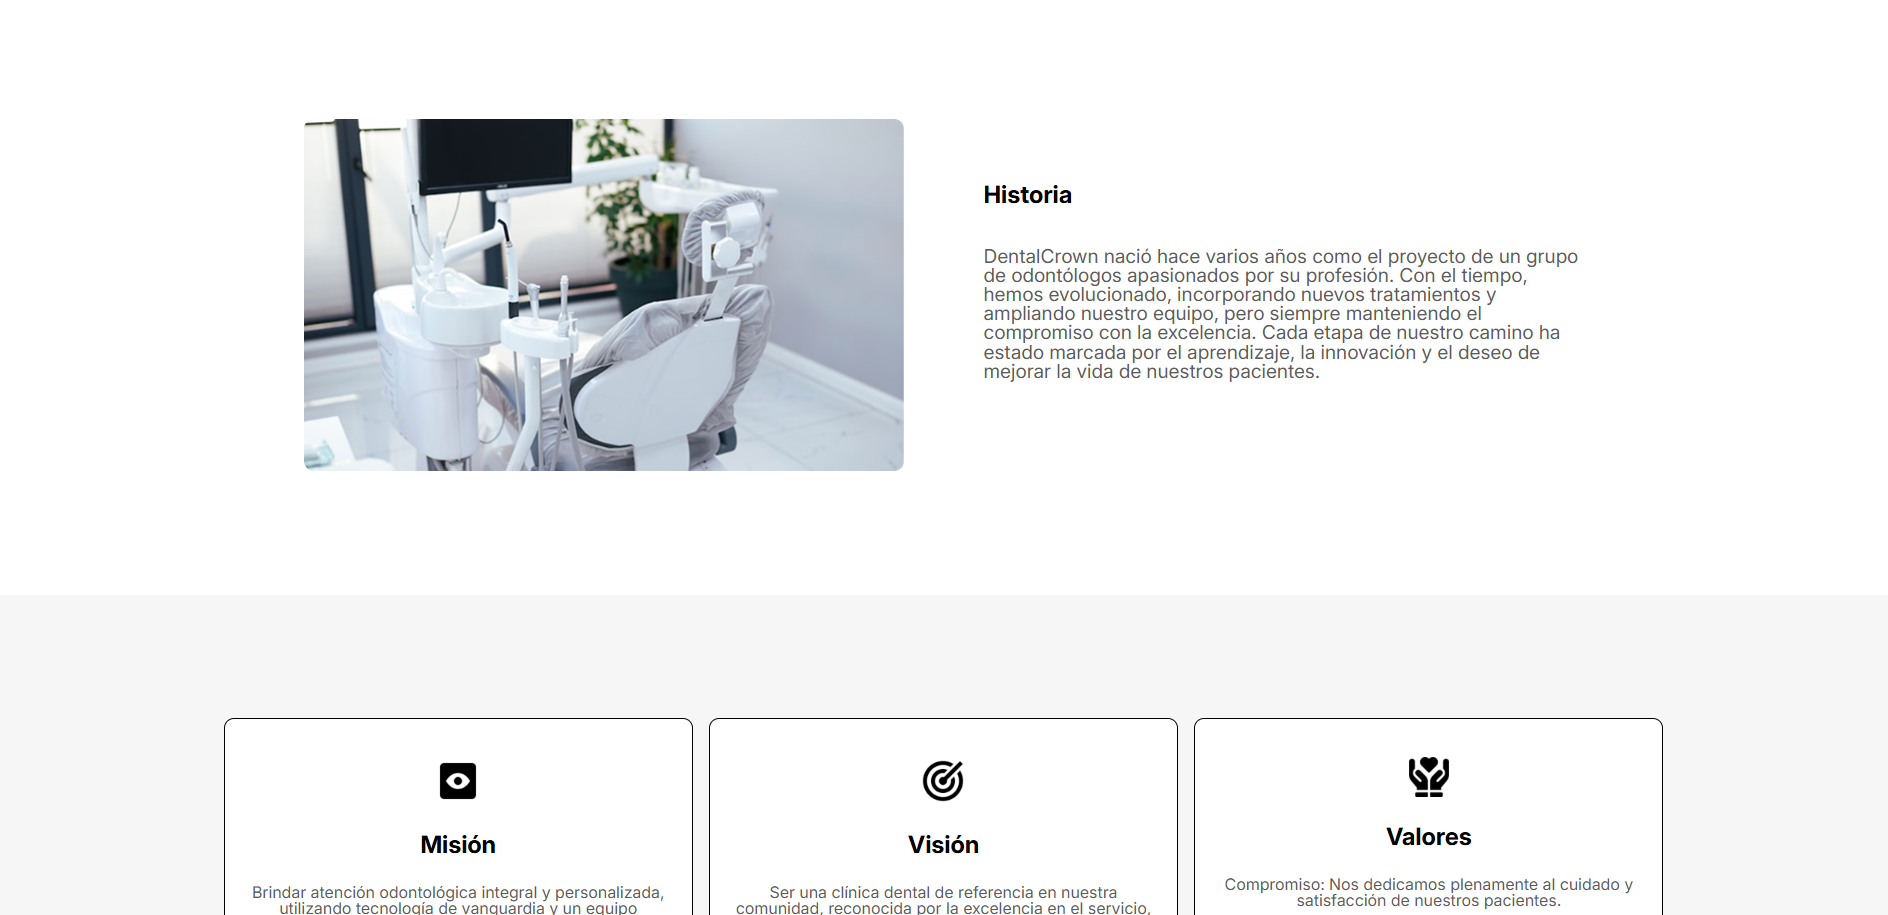 Historia
DentalCrown nació hace varios años como el proyecto de un grupo
de odontólogos apasionados por su profesión. Con el tiempo,
hemos evolucionado, incorporando nuevos tratamientos y
ampliando nuestro equipo, pero siempre manteniendo el
compromiso con la excelencia. Cada etapa de nuestro camino ha
estado marcada por el aprendizaje, la innovación y el deseo de
mejorar la vida de nuestros pacientes.
Misión
Brindar atención odontológica integral y personalizada,
utilizando tecnología de vanguardia y un equipo
Visión
Ser una clínica dental de referencia en nuestra
comunidad, reconocida por la excelencia en el servicio,
Valores
Compromiso: Nos dedicamos plenamente al cuidado y
satisfacción de nuestros pacientes.